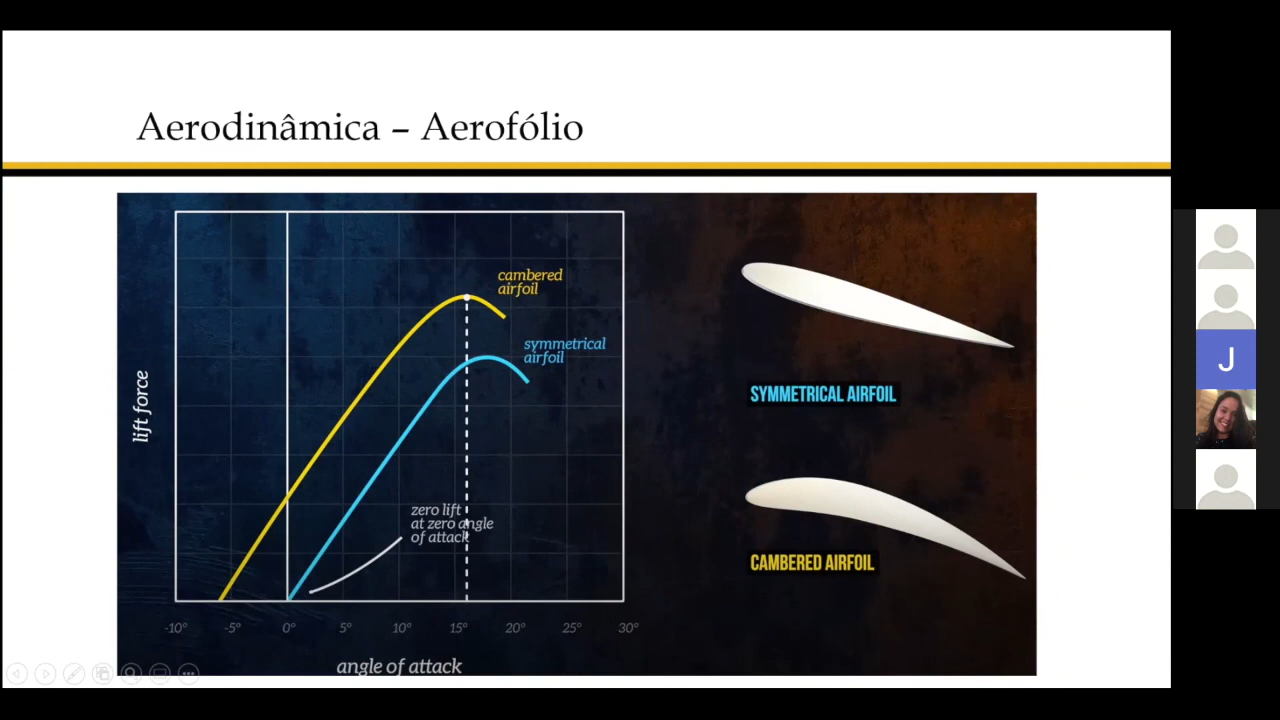 Aerodinâmica – Aerofólio
cambered
airfoil
symmetrical
airfoil
lift force
zero lift
at zero angle
of attack
-10°
-5°
0°
5°
10°
15°
20°
25°
30°
angle of attack
SYMMETRICAL AIRFOIL
CAMBERED AIRFOIL
J